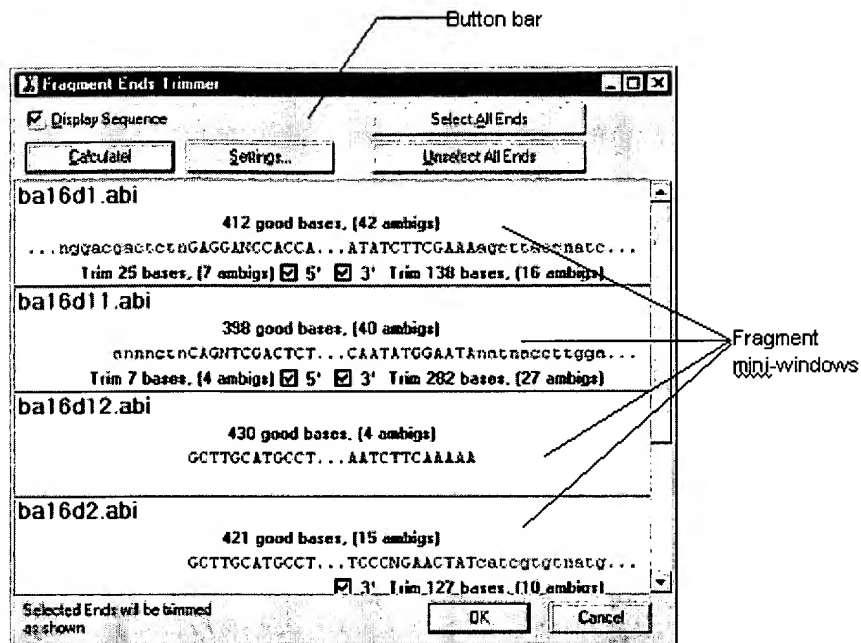 Button bar
Fragment Ends Trimmer
Display Sequence
Select All Ends
Calculate!
Settings...
Unselect All Ends
ba16d1.abi
412 good bases, (42 ambigs)
...nggacgactctnGAGGANCCACCA...ATATCTTCGAAAagcttaccnatc...
Trim 25 bases, (7 ambigs) 5' 3' Trim 138 bases, (16 ambigs)
ba16d11.abi
398 good bases, (40 ambigs)
annnctnCAGNTCGACTCT...CAATATGGAATAnatnaccttgga...
Trim 7 bases, (4 ambigs) 5' 3' Trim 282 bases, (27 ambigs)
Fragment
mini-windows
ba16d12.abi
430 good bases, (4 ambigs)
GCTTGCATGCCT...AATCTTCAAAAA
ba16d2.abi
421 good bases, (15 ambigs)
GCTTGCATGCCT...TCCCNGAACTATcatcgtgtnatg...
3' Trim 127 bases, (10 ambigs)
Selected Ends will be trimmed
as shown
OK
Cancel